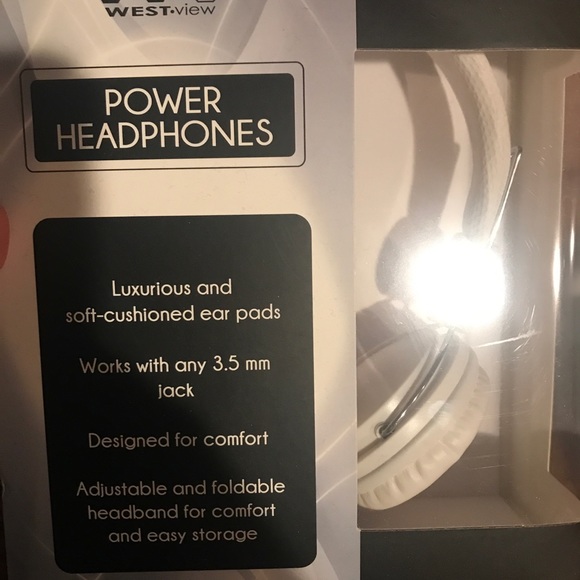 WEST•view
POWER
HEADPHONES
Luxurious and
soft-cushioned ear pads
Works with any 3.5 mm
jack
Designed for comfort
Adjustable and foldable
headband for comfort
and easy storage